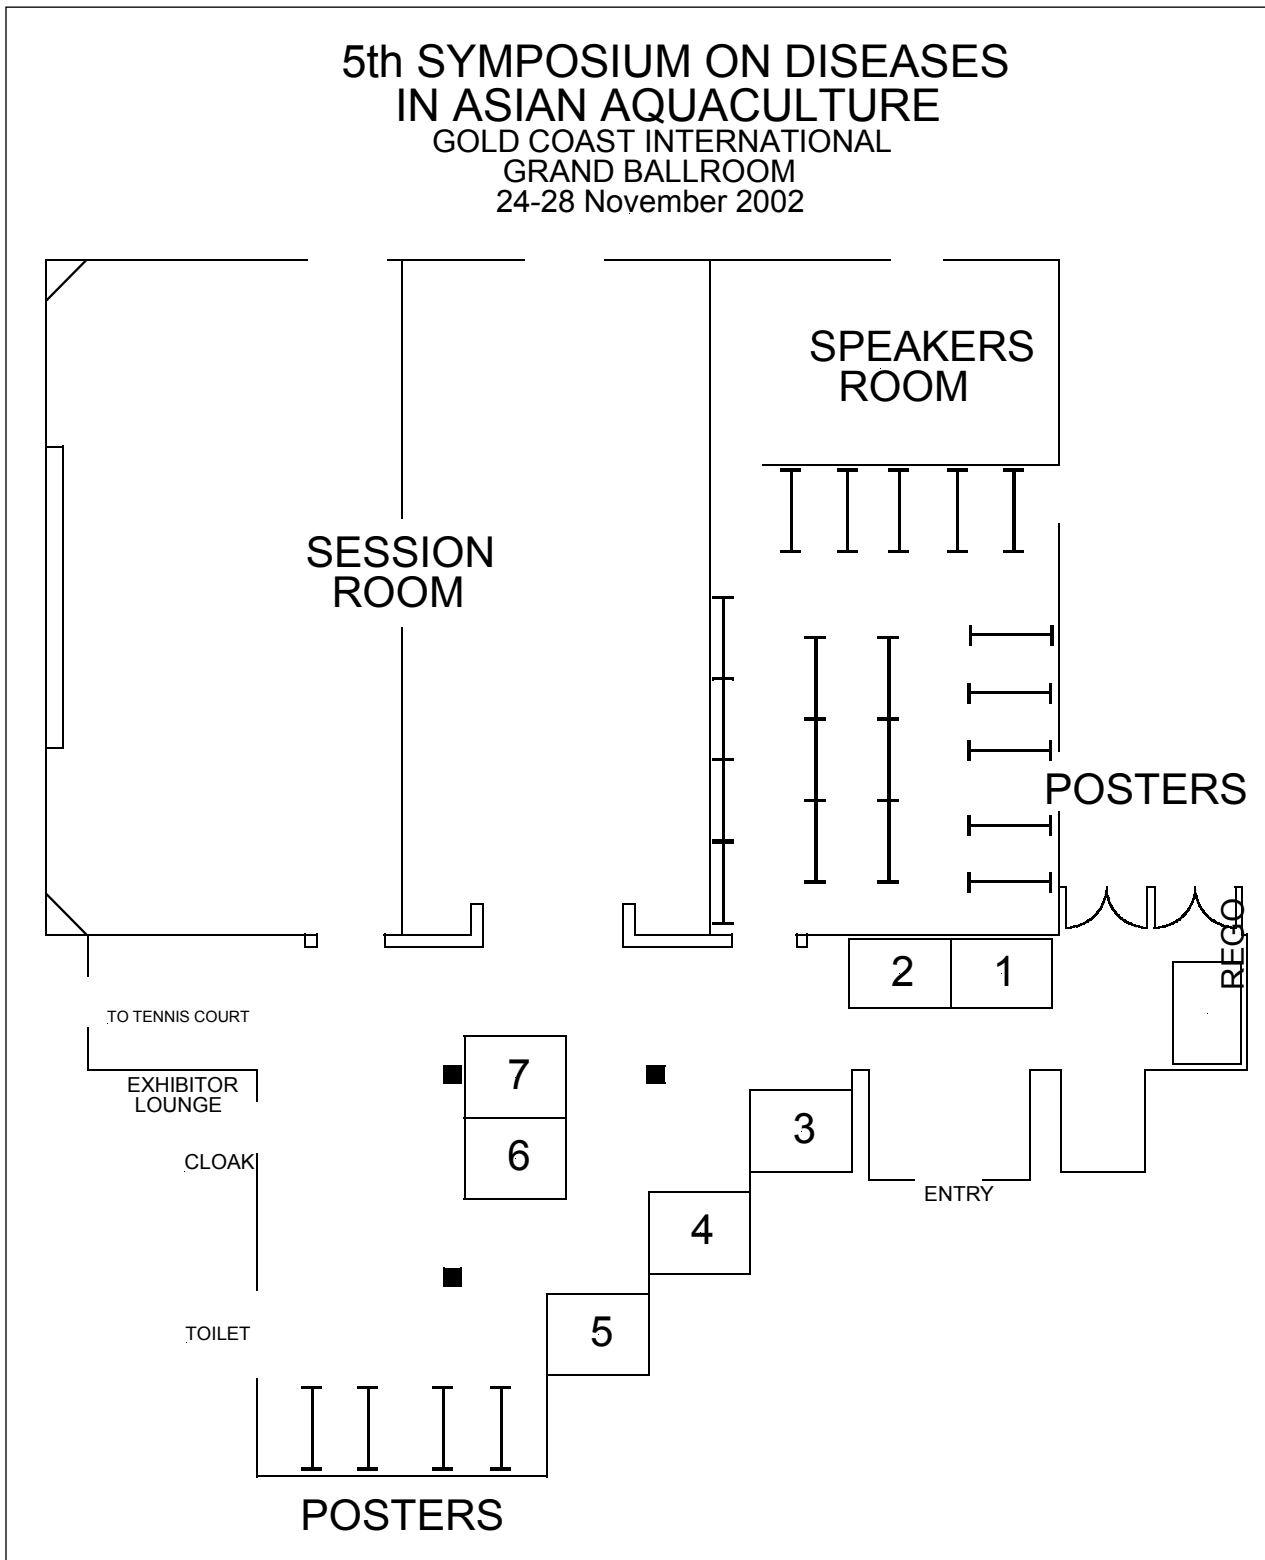 5th SYMPOSIUM ON DISEASES
IN ASIAN AQUACULTURE
GOLD COAST INTERNATIONAL
GRAND BALLROOM
24-28 November 2002
SPEAKERS
ROOM
SESSION
ROOM
POSTERS
REGO
2
1
TO TENNIS COURT
7
EXHIBITOR
LOUNGE
3
6
CLOAK
ENTRY
4
5
TOILET
POSTERS